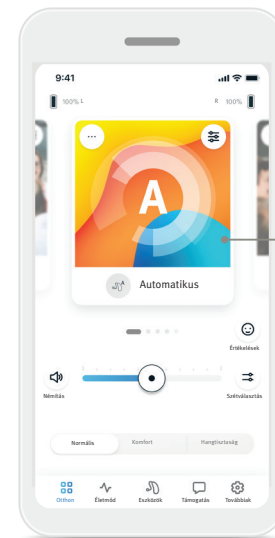 9:41
100% L
R 100%
A
Automatikus
Értékelések
Némítás
Szétválasztás
Normális
Komfort
Hangtisztaság
Otthon
Életmód
Eszközök
Támogatás
Továbbiak